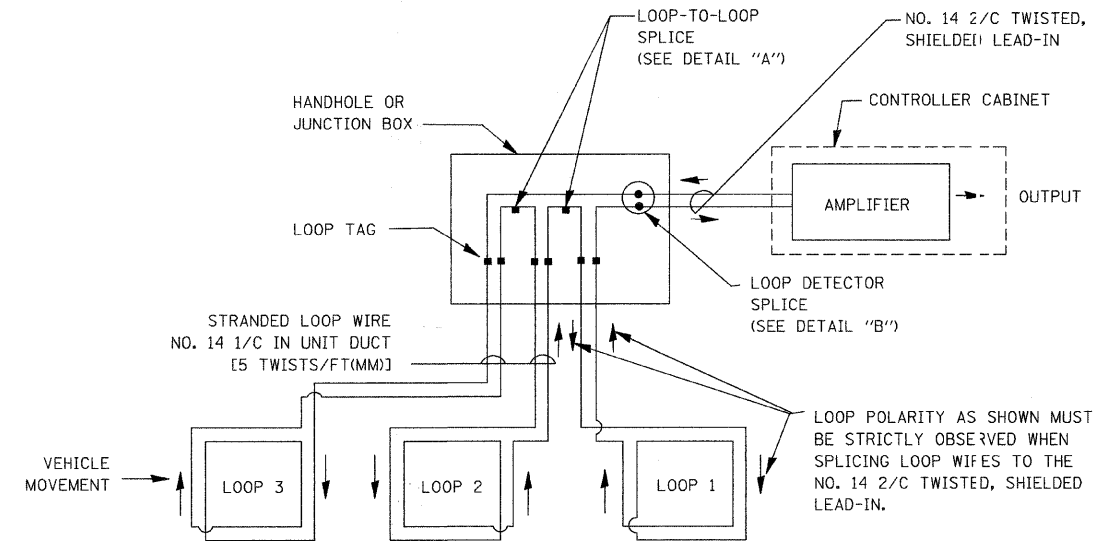 LOOP-TO-LOOP
SPLICE
(SEE DETAIL "A")
NO. 14 2/C TWISTED,
SHIELDED LEAD-IN
HANDHOLE OR
JUNCTION BOX
CONTROLLER CABINET
AMPLIFIER
OUTPUT
LOOP TAG
LOOP DETECTOR
SPLICE
(SEE DETAIL "B")
STRANDED LOOP WIRE
NO. 14 1/C IN UNIT DUCT
[5 TWISTS/FT(MM)]
LOOP POLARITY AS SHOWN MUST
BE STRICTLY OBSERVED WHEN
SPLICING LOOP WIRES TO THE
NO. 14 2/C TWISTED, SHIELDED
LEAD-IN.
VEHICLE
MOVEMENT
LOOP 3
LOOP 2
LOOP 1